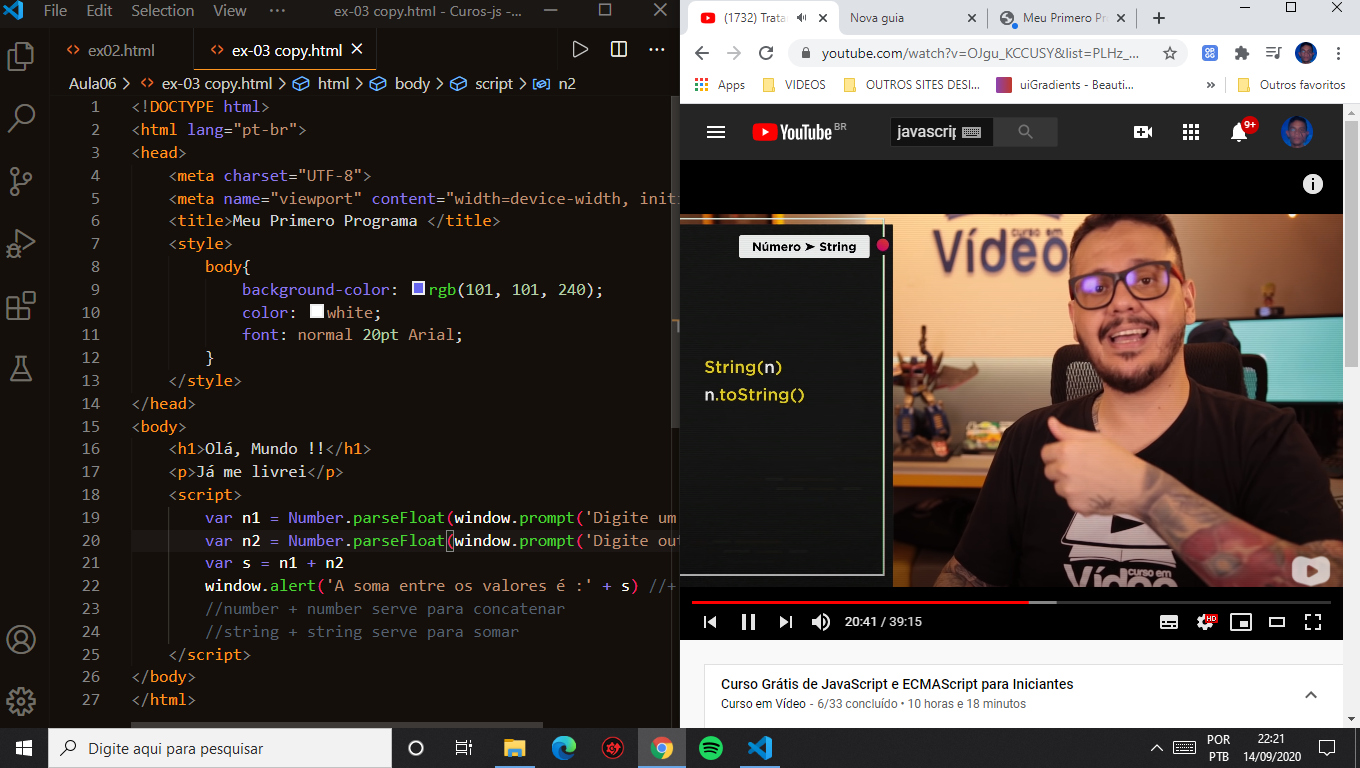 File Edit Selection View ··· ex-03 copy.html - Curos-js -...
ex02.html ex-03 copy.html
Aula06 > ex-03 copy.html > html > body > script > n2
1 <!DOCTYPE html>
2 <html lang="pt-br">
3 <head>
4 <meta charset="UTF-8">
5 <meta name="viewport" content="width=device-width, initi
6 <title>Meu Primero Programa </title>
7 <style>
8 body{
9 background-color: rgb(101, 101, 240);
10 color: white;
11 font: normal 20pt Arial;
12 }
13 </style>
14 </head>
15 <body>
16 <h1>Olá, Mundo !!</h1>
17 <p>Já me livrei</p>
18 <script>
19 var n1 = Number.parseFloat(window.prompt('Digite um
20 var n2 = Number.parseFloat(window.prompt('Digite out
21 var s = n1 + n2
22 window.alert('A soma entre os valores é :' + s) //+
23 //number + number serve para concatenar
24 //string + string serve para somar
25 </script>
26 </body>
27 </html>
(1732) Trata Nova guia Meu Primero Pr
youtube.com/watch?v=OJgu_KCCUSY&list=PLHz_...
Apps VIDEOS OUTROS SITES DESI... uiGradients - Beauti... » Outros favoritos
YouTube BR javascrip 9+
Número ➤ String
String(n)
n.toString()
curso em
Vídeo
curso em
Vídeo
20:41 / 39:15 HD
Curso Grátis de JavaScript e ECMAScript para Iniciantes
Curso em Vídeo - 6/33 concluído • 10 horas e 18 minutos
Digite aqui para pesquisar
POR
PTB
22:21
14/09/2020